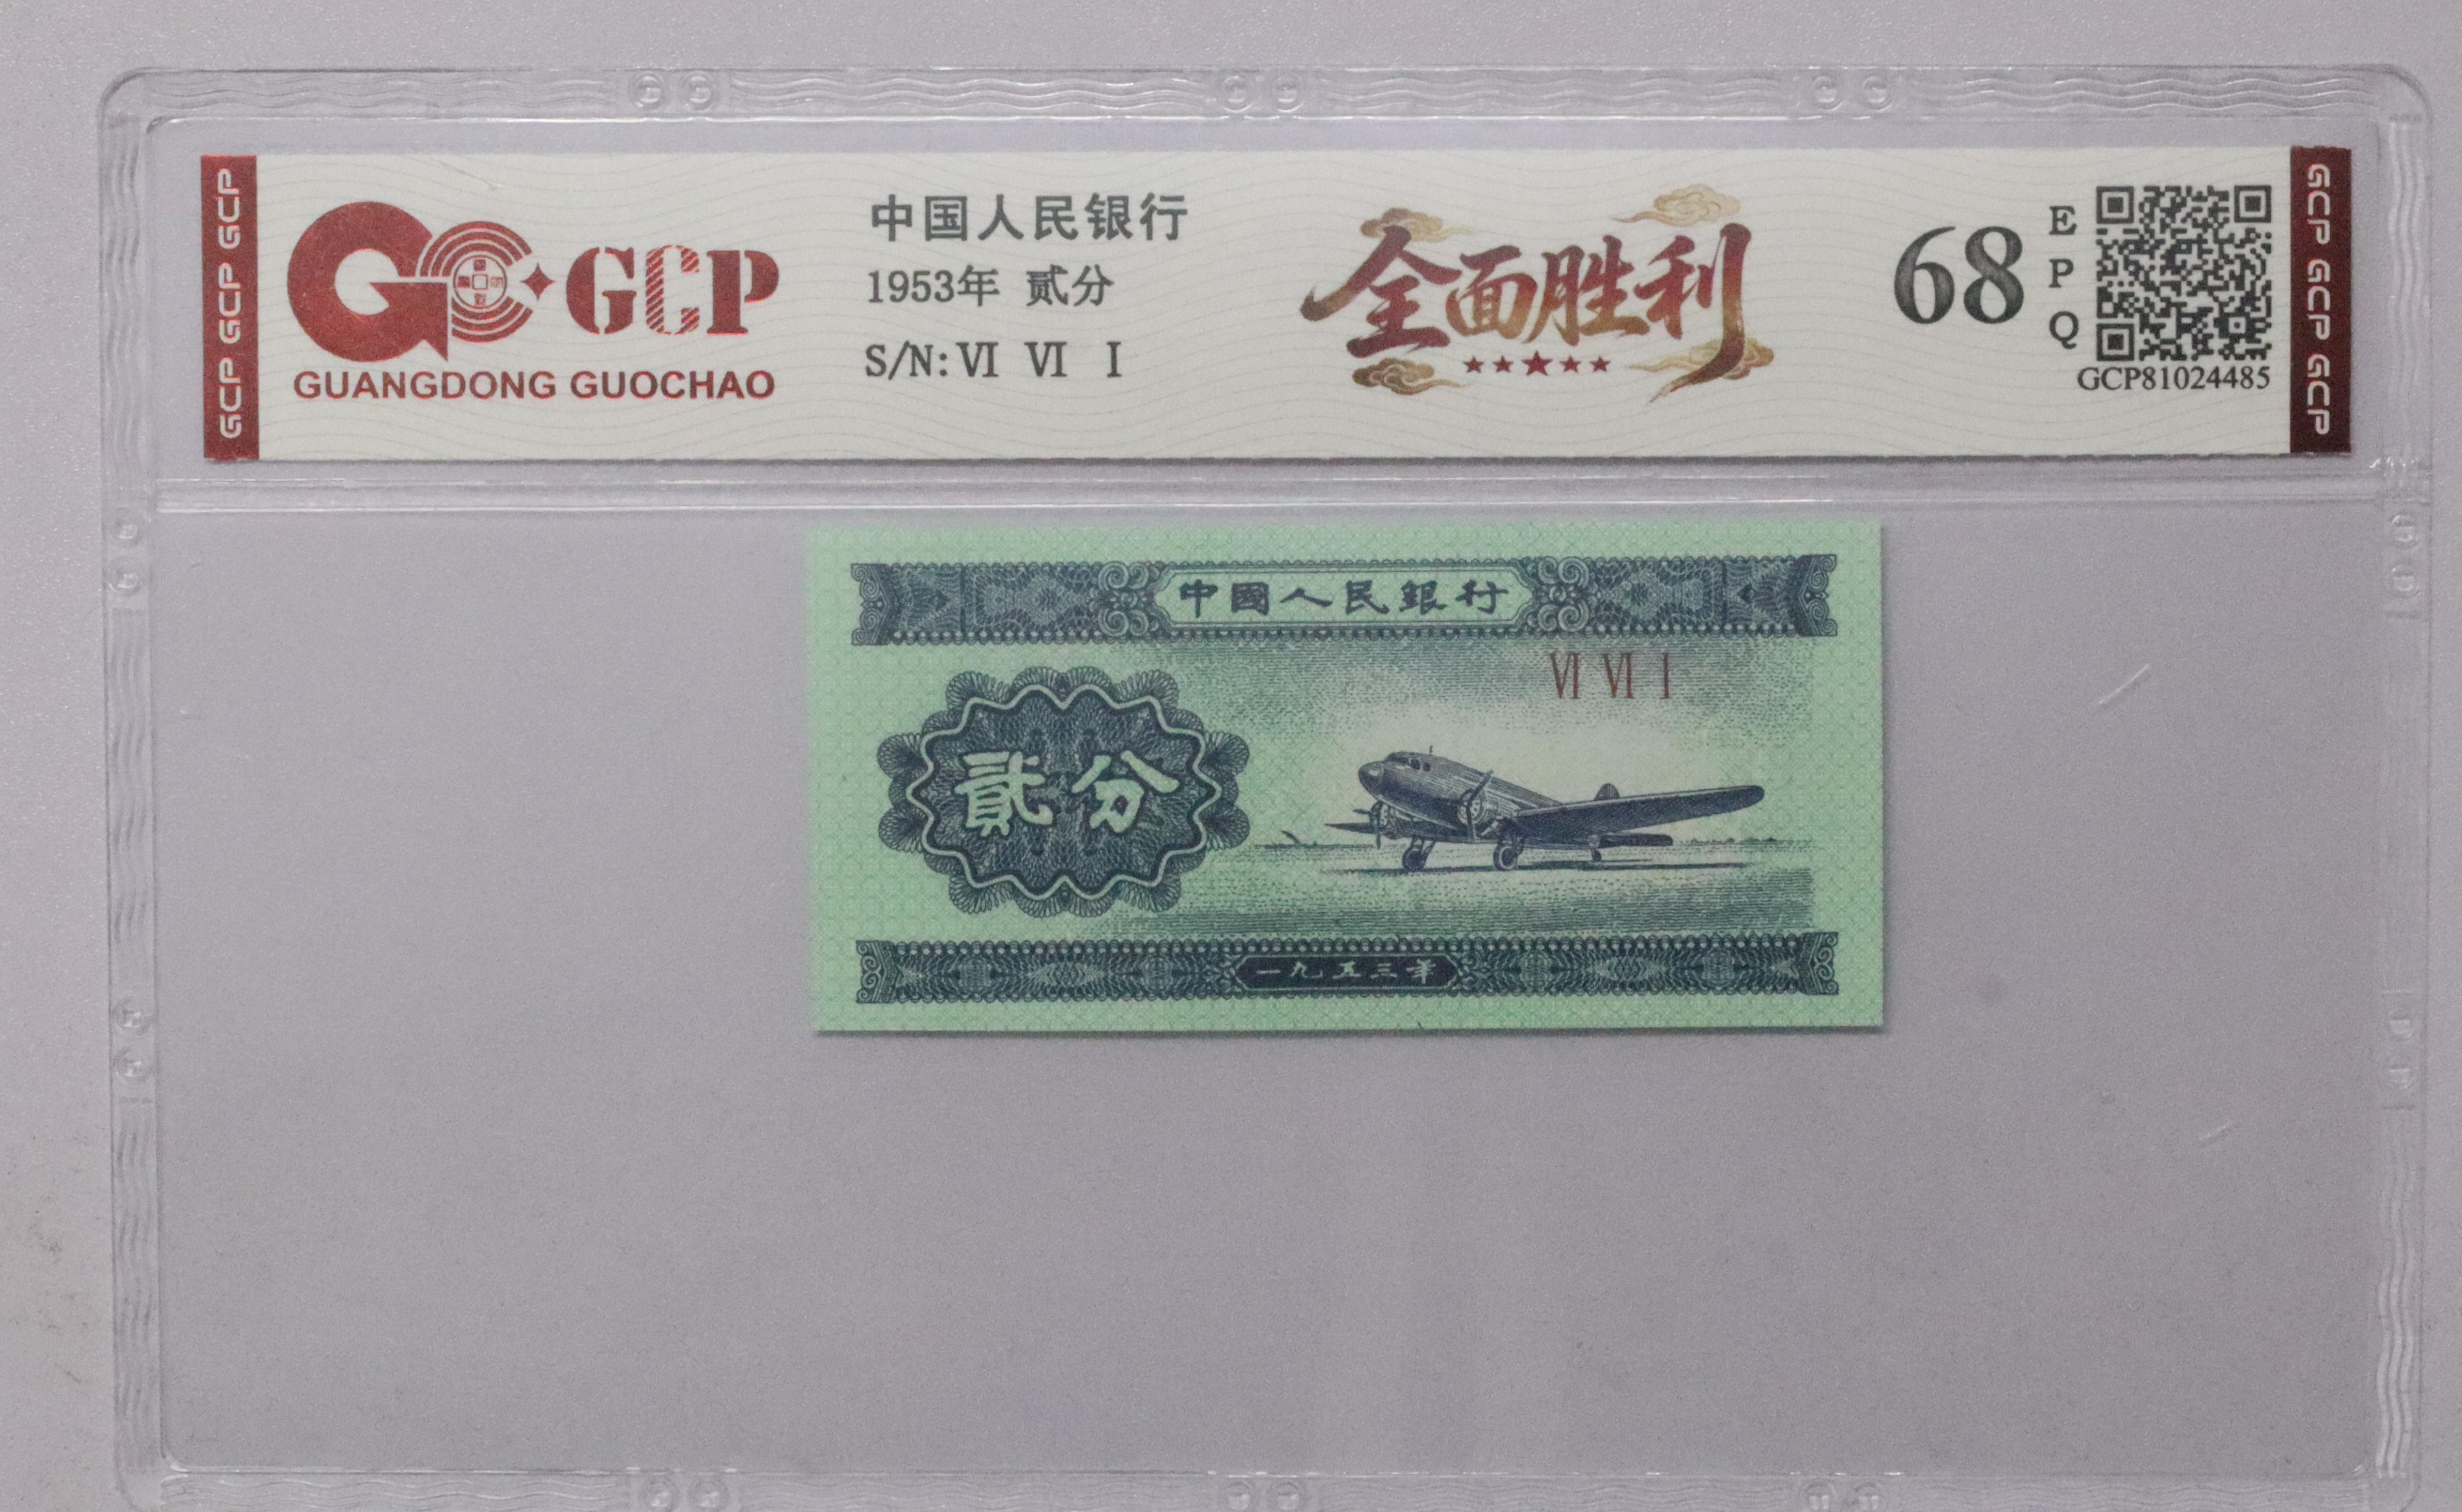 GCP GCP GCP
GCP
GUANGDONG GUOCHAO
中国人民银行
1953年 贰分
S/N: Ⅵ Ⅵ Ⅰ
全面胜利
68
E
P
Q
GCP81024485
GCP GCP GCP
中國人民銀行
Ⅵ Ⅵ Ⅰ
貳分
一九五三年